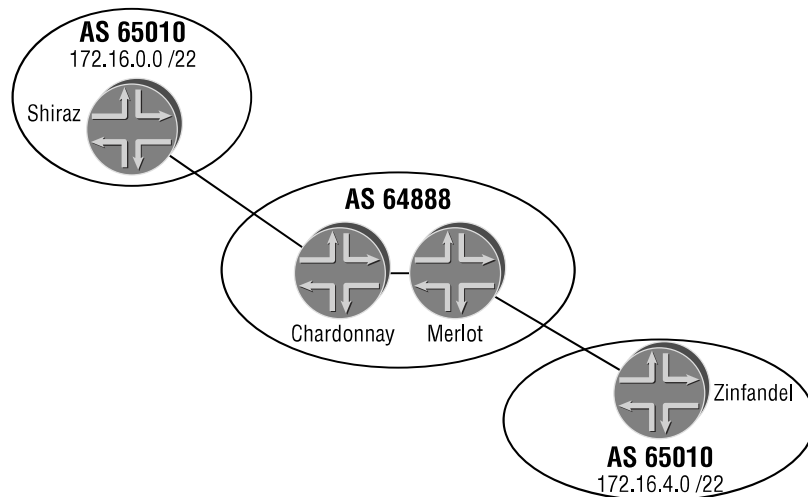 AS 65010
172.16.0.0 /22
Shiraz
AS 64888
Chardonnay
Merlot
Zinfandel
AS 65010
172.16.4.0 /22